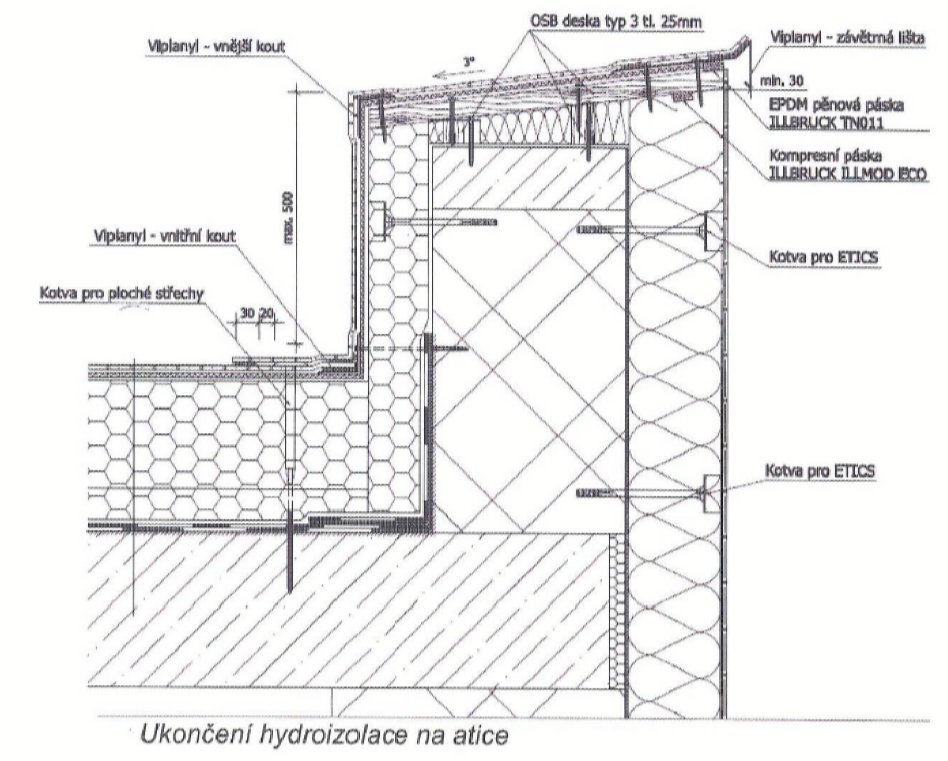 OSB deska typ 3 tl. 25mm
Viplanyl - vnější kout
Viplanyl - závětrná lišta
3°
min. 30
EPDM pěnová páska
ILLBRUCK TN011
Kompresní páska
ILLBRUCK ILLMOD ECO
max. 500
Viplanyl - vnitřní kout
Kotva pro ETICS
Kotva pro ploché střechy
30 20
Kotva pro ETICS
Ukončení hydroizolace na atice